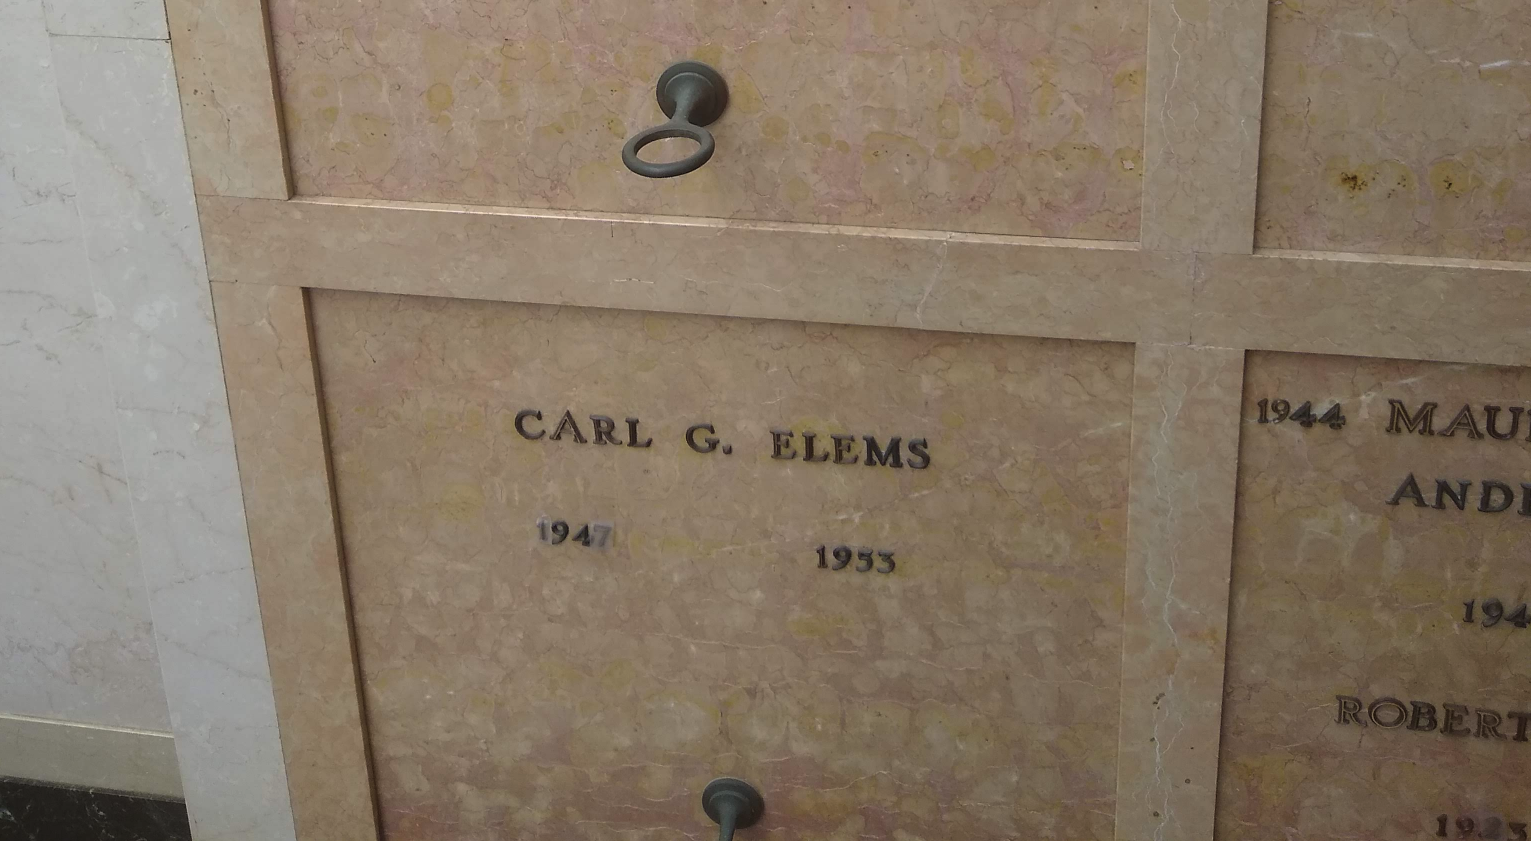 CARL G. ELEMS
1947 1953
1944 MAU
AND
194
ROBERT